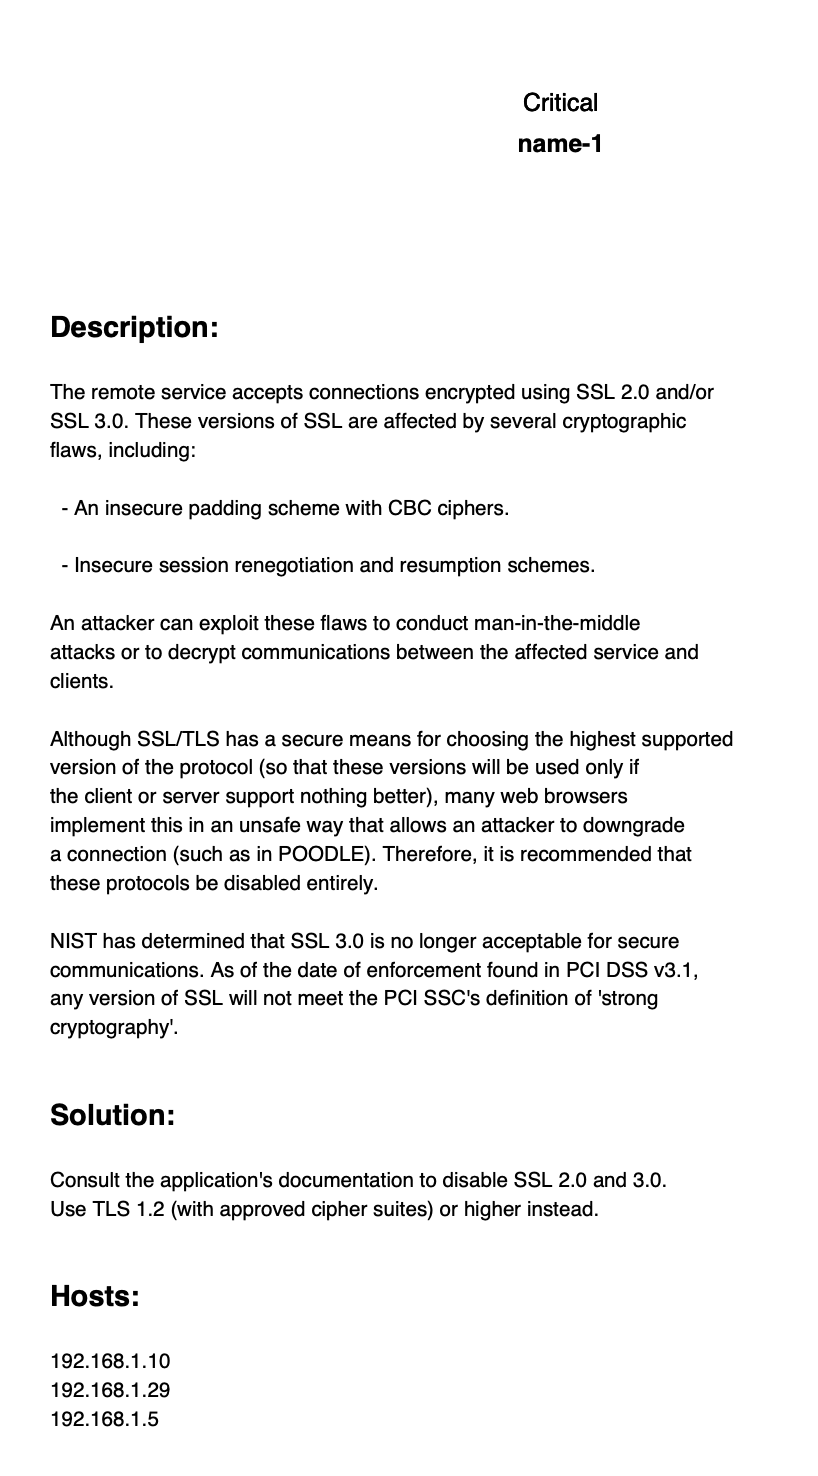 Critical
name-1
Description:
The remote service accepts connections encrypted using SSL 2.0 and/or
SSL 3.0. These versions of SSL are affected by several cryptographic
flaws, including:
- An insecure padding scheme with CBC ciphers.
- Insecure session renegotiation and resumption schemes.
An attacker can exploit these flaws to conduct man-in-the-middle
attacks or to decrypt communications between the affected service and
clients.
Although SSL/TLS has a secure means for choosing the highest supported
version of the protocol (so that these versions will be used only if
the client or server support nothing better), many web browsers
implement this in an unsafe way that allows an attacker to downgrade
a connection (such as in POODLE). Therefore, it is recommended that
these protocols be disabled entirely.
NIST has determined that SSL 3.0 is no longer acceptable for secure
communications. As of the date of enforcement found in PCI DSS v3.1,
any version of SSL will not meet the PCI SSC's definition of 'strong
cryptography'.
Solution:
Consult the application's documentation to disable SSL 2.0 and 3.0.
Use TLS 1.2 (with approved cipher suites) or higher instead.
Hosts:
192.168.1.10
192.168.1.29
192.168.1.5